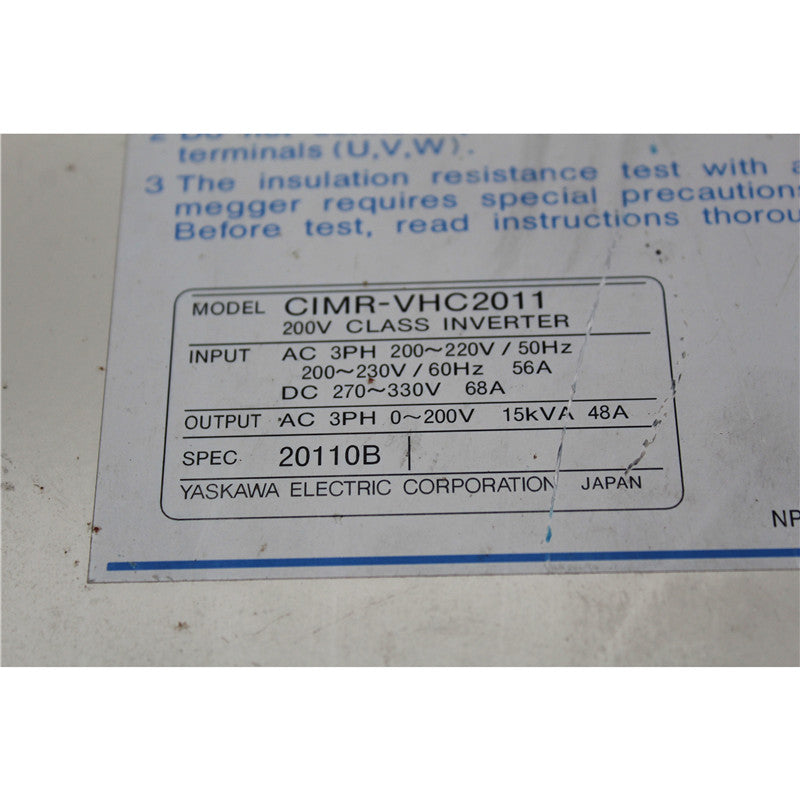 terminals (U,V,W).
3 The insulation resistance test with a
megger requires special precautions
Before test, read instructions thorou
MODEL CIMR-VHC2011
200V CLASS INVERTER
INPUT AC 3PH 200~220V / 50Hz
200~230V / 60Hz 56A
DC 270~330V 68A
OUTPUT AC 3PH 0~200V 15kVA 48A
SPEC 20110B
YASKAWA ELECTRIC CORPORATION JAPAN
NP